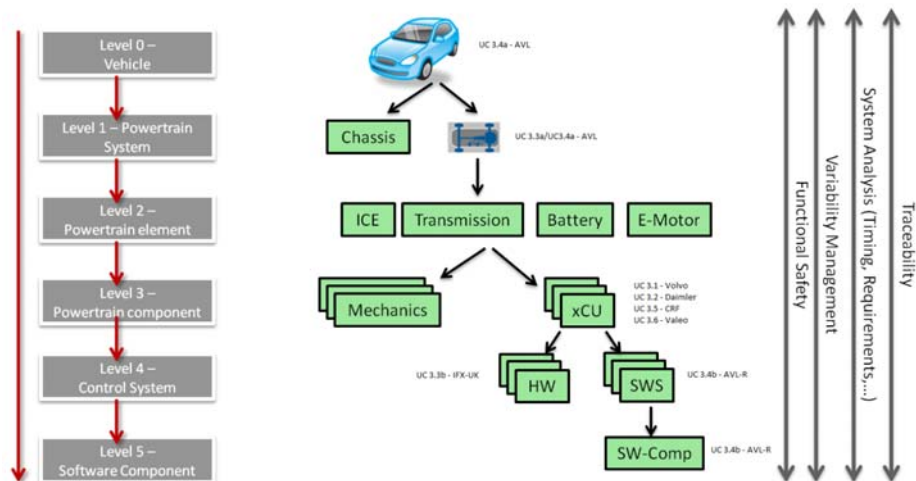 Level 0 –
Vehicle
UC 3.4a - AVL
Level 1 – Powertrain
System
Chassis
UC 3.3a/UC3.4a - AVL
Level 2 –
Powertrain element
ICE
Transmission
Battery
E-Motor
Level 3 –
Powertrain component
Mechanics
xCU
UC 3.1 - Volvo
UC 3.2 - Daimler
UC 3.5 - CRF
UC 3.6 - Valeo
Level 4 –
Control System
UC 3.3b - IFX-UK
HW
SWS
UC 3.4b - AVL-R
Level 5 –
Software Component
SW-Comp
UC 3.4b - AVL-R
Functional Safety
Variability Management
System Analysis (Timing, Requirements,...)
Traceability